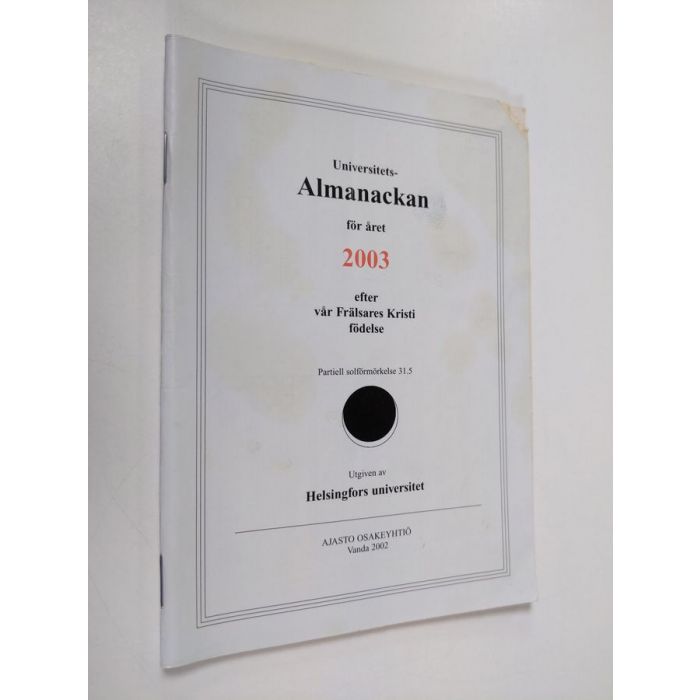 Universitets-
Almanackan
för året
2003
efter
vår Frälsares Kristi
födelse
Partiell solförmörkelse 31.5
Utgiven av
Helsingfors universitet
AJASTO OSAKEYHTIÖ
Vanda 2002